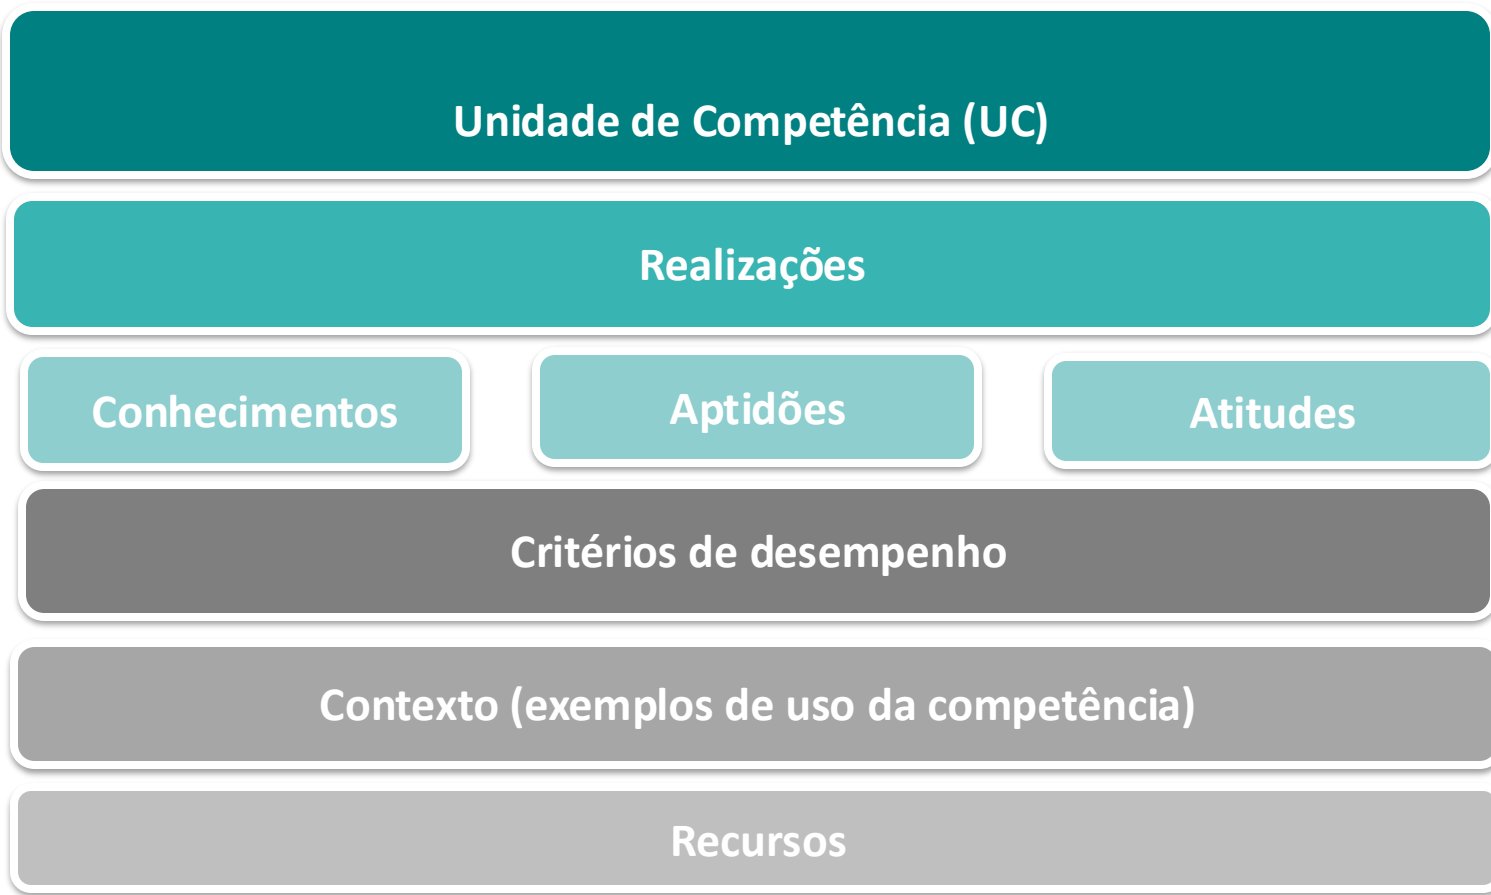 Unidade de Competência (UC)
Realizações
Conhecimentos
Aptidões
Atitudes
Critérios de desempenho
Contexto (exemplos de uso da competência)
Recursos